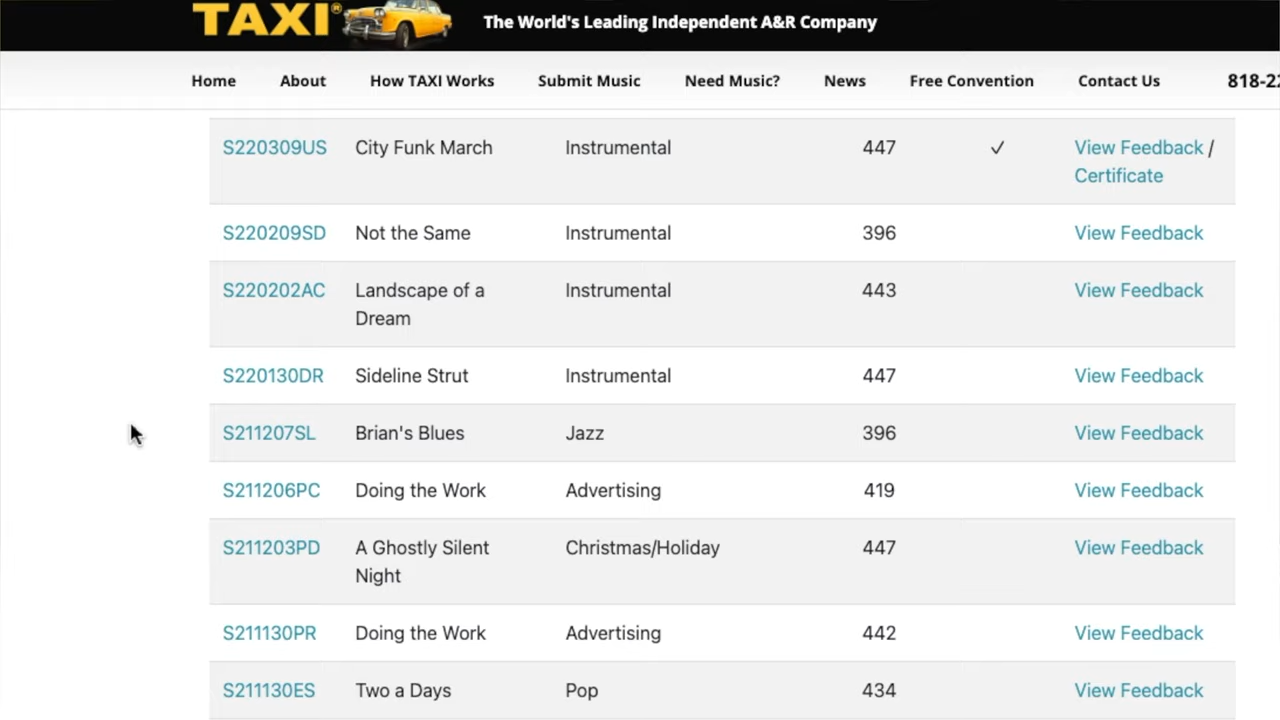 TAXI®
The World's Leading Independent A&R Company
Home About How TAXI Works Submit Music Need Music? News Free Convention Contact Us 818-22
S220309US City Funk March Instrumental 447 ✓ View Feedback /
Certificate
S220209SD Not the Same Instrumental 396 View Feedback
S220202AC Landscape of a Instrumental 443 View Feedback
Dream
S220130DR Sideline Strut Instrumental 447 View Feedback
S211207SL Brian's Blues Jazz 396 View Feedback
S211206PC Doing the Work Advertising 419 View Feedback
S211203PD A Ghostly Silent Christmas/Holiday 447 View Feedback
Night
S211130PR Doing the Work Advertising 442 View Feedback
S211130ES Two a Days Pop 434 View Feedback